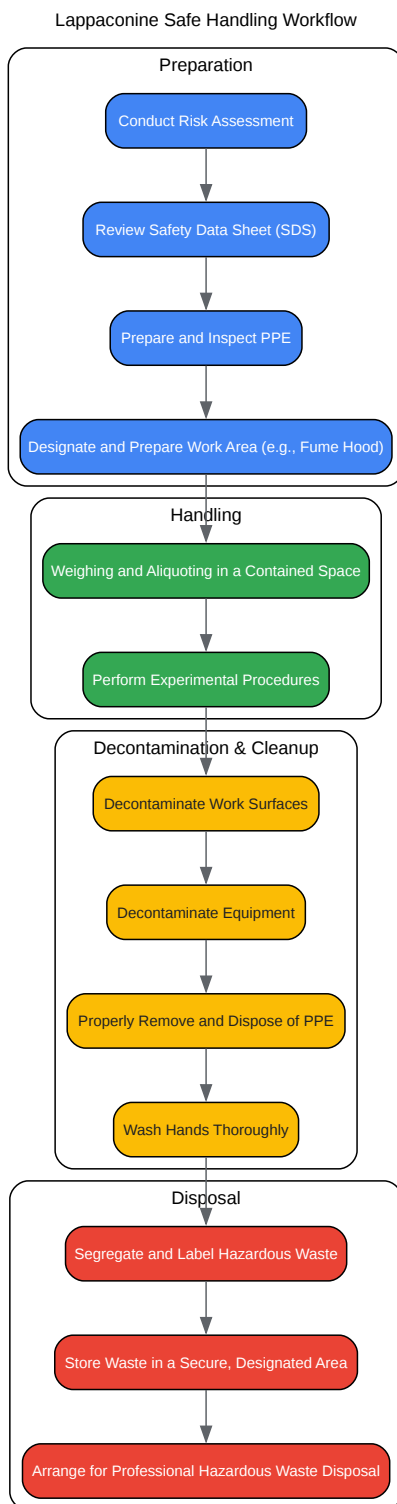 Lappaconine Safe Handling Workflow
Preparation
Conduct Risk Assessment
Review Safety Data Sheet (SDS)
Prepare and Inspect PPE
Designate and Prepare Work Area (e.g., Fume Hood)
Handling
Weighing and Aliquoting in a Contained Space
Perform Experimental Procedures
Decontamination & Cleanup
Decontaminate Work Surfaces
Decontaminate Equipment
Properly Remove and Dispose of PPE
Wash Hands Thoroughly
Disposal
Segregate and Label Hazardous Waste
Store Waste in a Secure, Designated Area
Arrange for Professional Hazardous Waste Disposal